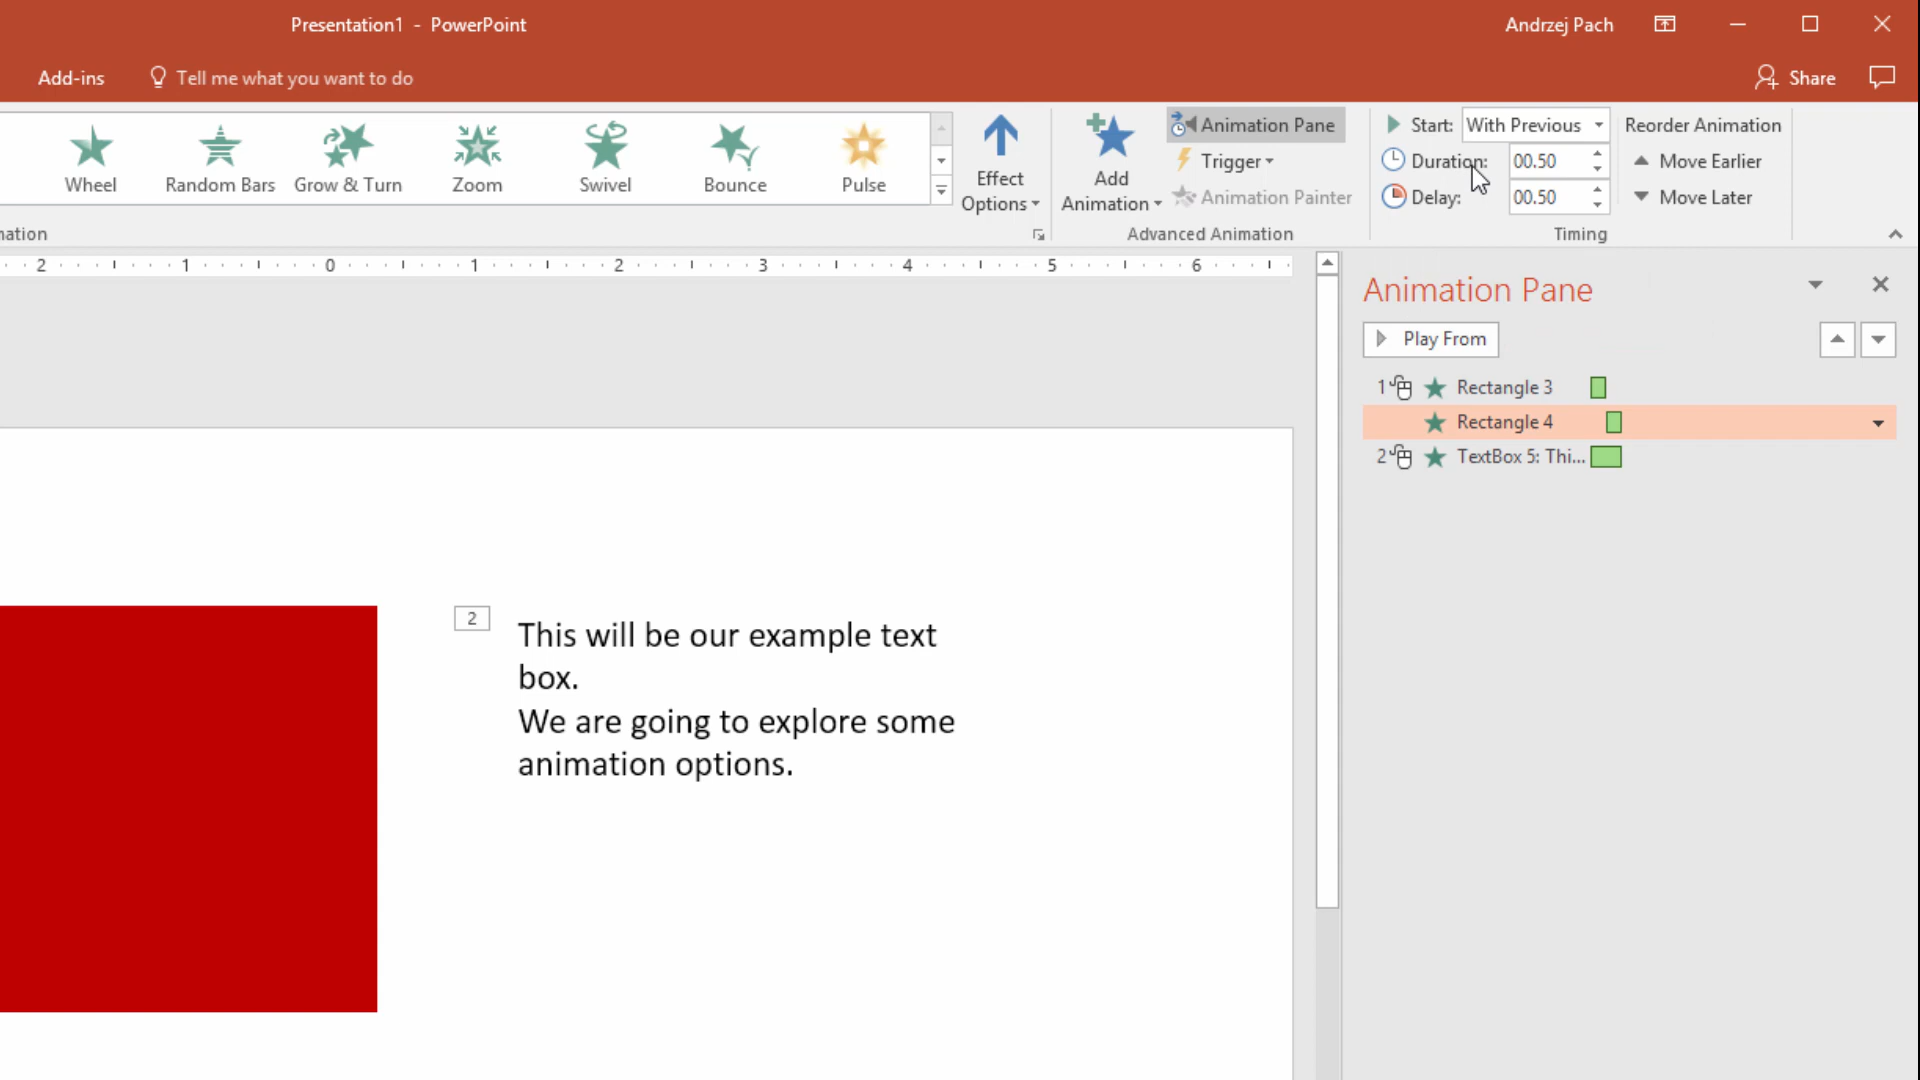 Presentation1 - PowerPoint
Andrzej Pach
Add-ins
Tell me what you want to do
Share
Wheel
Random Bars
Grow & Turn
Zoom
Swivel
Bounce
Pulse
Effect
Options
Add
Animation
Animation Pane
Trigger
Animation Painter
Advanced Animation
Start: With Previous
Duration: 00.50
Delay: 00.50
Timing
Reorder Animation
Move Earlier
Move Later
nation
2 1 0 1 2 3 4 5 6
Animation Pane
Play From
1 Rectangle 3
Rectangle 4
2 TextBox 5: Thi...
2
This will be our example text
box.
We are going to explore some
animation options.